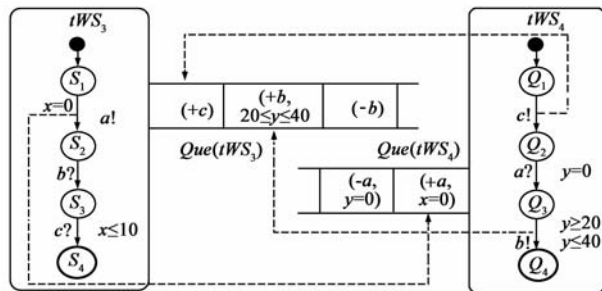 tWS₃
tWS₄
S₁
Q₁
x=0
a!
(+c)
(+b,
20≤y≤40
(-b)
c!
S₂
Q₂
Que(tWS₃)
Que(tWS₄)
b?
a?
y=0
(-a,
y=0)
(+a,
x=0)
S₃
Q₃
c?
x≤10
b!
y≥20
y≤40
S₄
Q₄